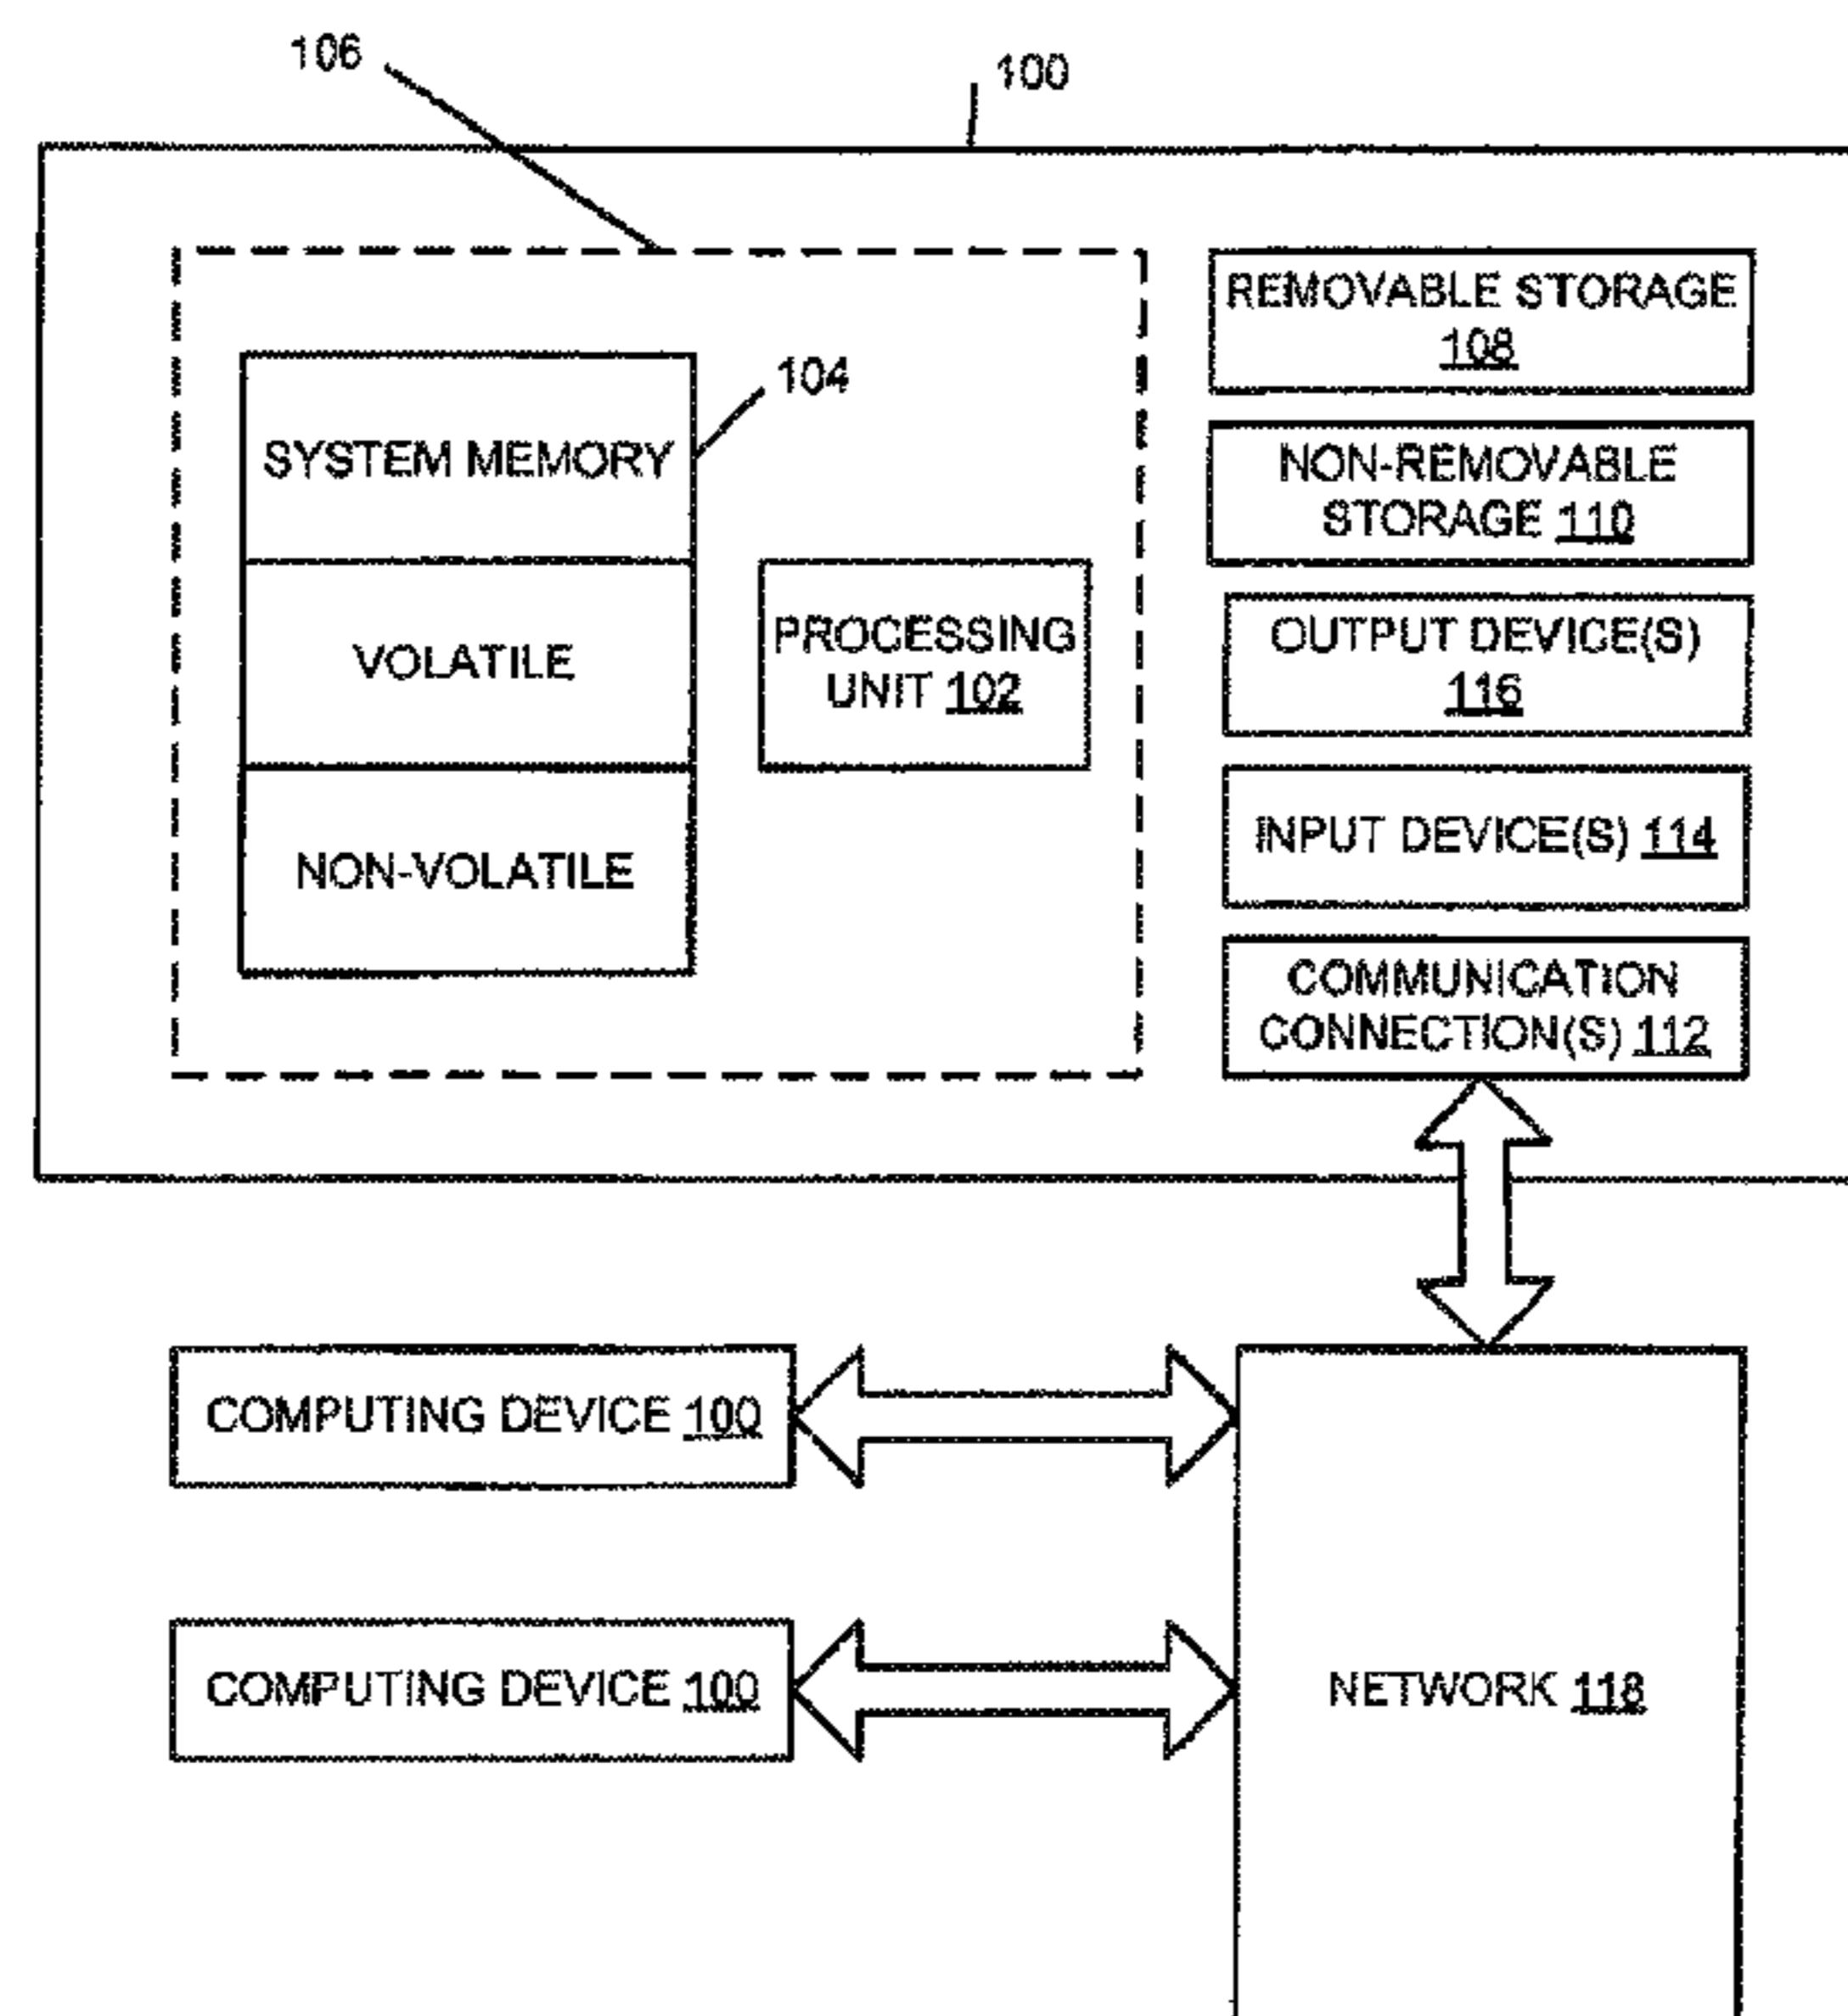 106
100
REMOVABLE STORAGE
108
104
SYSTEM MEMORY
NON-REMOVABLE
STORAGE 110
VOLATILE
PROCESSING
UNIT 102
OUTPUT DEVICE(S)
116
NON-VOLATILE
INPUT DEVICE(S) 114
COMMUNICATION
CONNECTION(S) 112
COMPUTING DEVICE 100
COMPUTING DEVICE 100
NETWORK 118